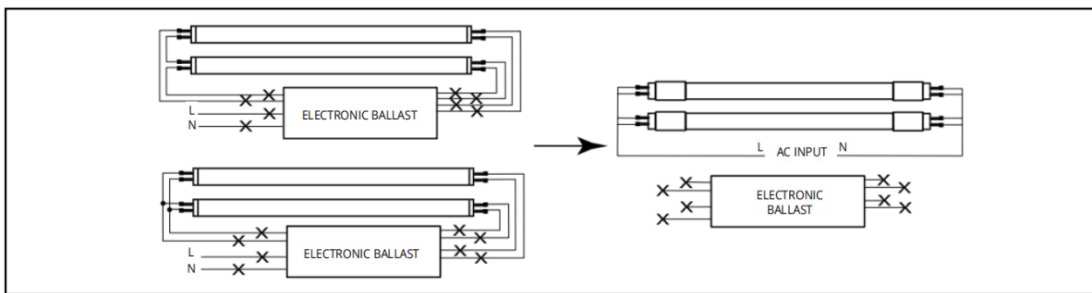 L
N
ELECTRONIC BALLAST
L
N
ELECTRONIC BALLAST
L AC INPUT N
ELECTRONIC
BALLAST